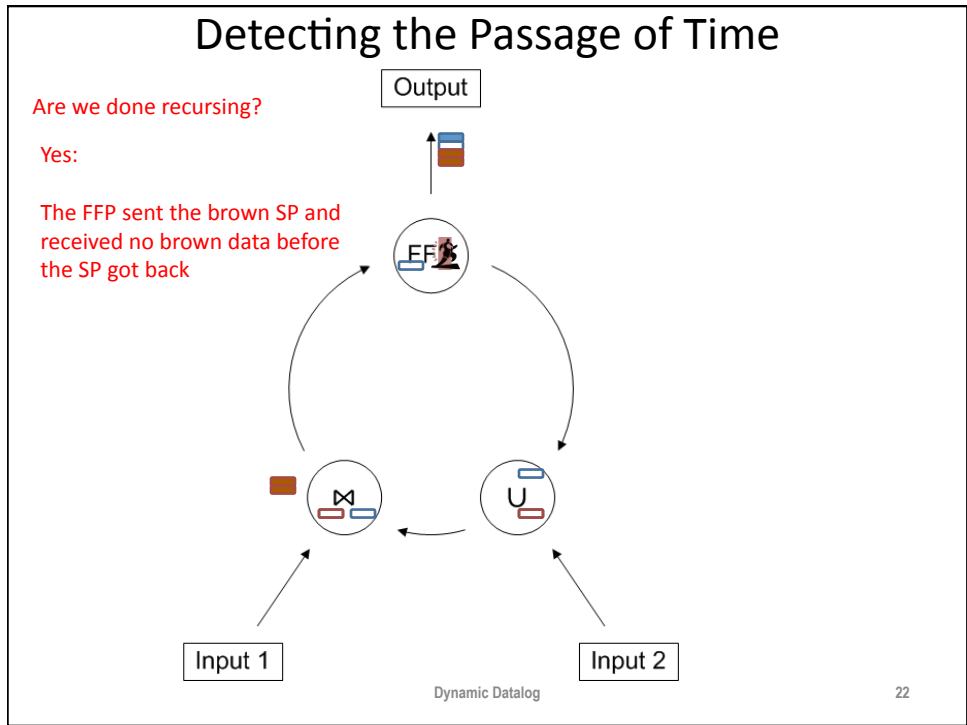 Detecting the Passage of Time
Output
Are we done recursing?
Yes:
The FFP sent the brown SP and
received no brown data before
the SP got back
⋈
∪
Input 1
Input 2
Dynamic Datalog
22